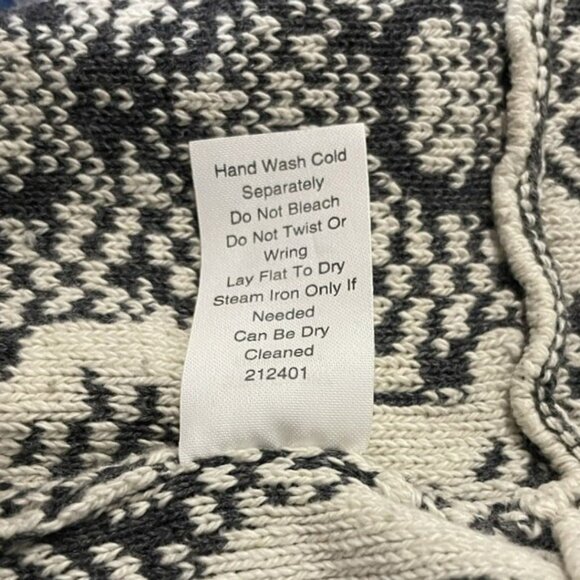 Hand Wash Cold
Separately
Do Not Bleach
Do Not Twist Or
Wring
Lay Flat To Dry
Steam Iron Only If
Needed
Can Be Dry
Cleaned
212401